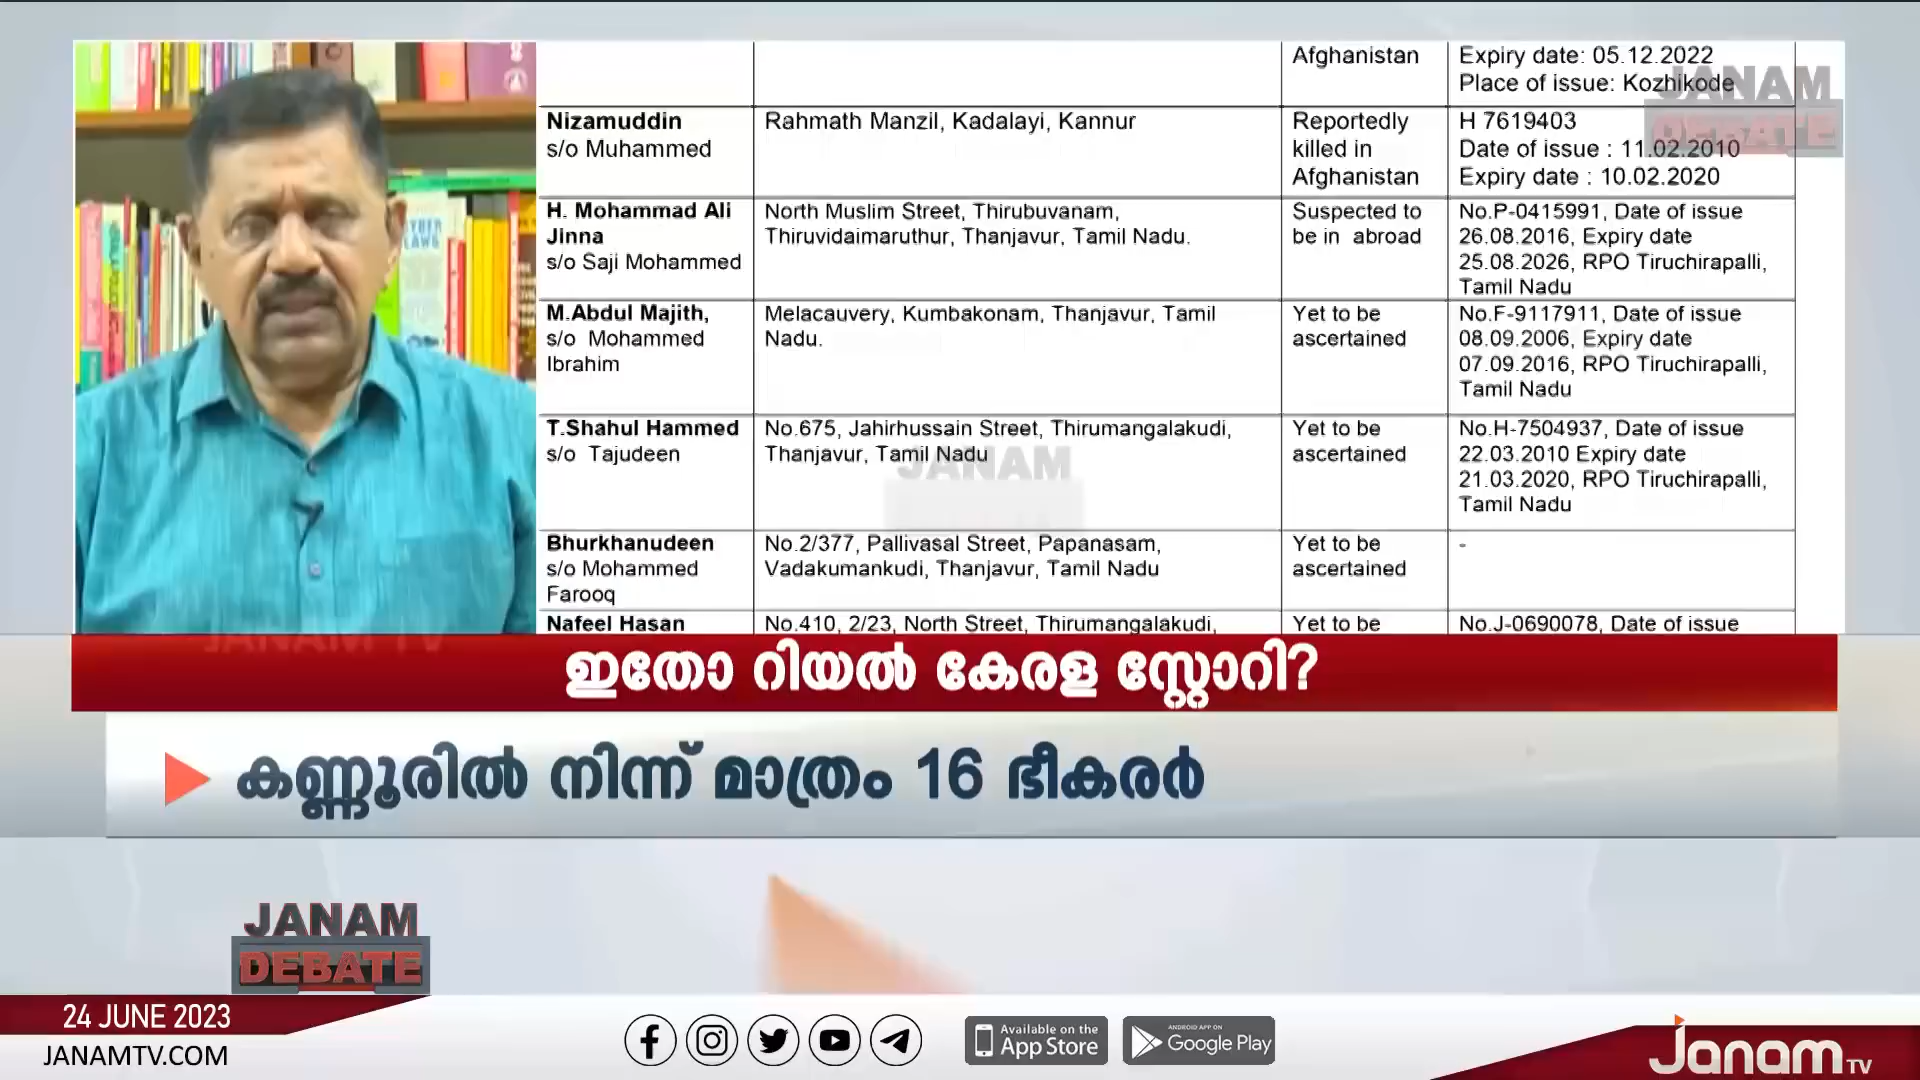 Afghanistan
Expiry date: 05.12.2022
Place of issue: Kozhikode
JANAM
DEBATE
Nizamuddin
s/o Muhammed
Rahmath Manzil, Kadalayi, Kannur
Reportedly
killed in
Afghanistan
H 7619403
Date of issue : 11.02.2010
Expiry date : 10.02.2020
H. Mohammad Ali
Jinna
s/o Saji Mohammed
North Muslim Street, Thirubuvanam,
Thiruvidaimaruthur, Thanjavur, Tamil Nadu.
Suspected to
be in abroad
No.P-0415991, Date of issue
26.08.2016, Expiry date
25.08.2026, RPO Tiruchirapalli,
Tamil Nadu
M.Abdul Majith,
s/o Mohammed
Ibrahim
Melacauvery, Kumbakonam, Thanjavur, Tamil
Nadu.
Yet to be
ascertained
No.F-9117911, Date of issue
08.09.2006, Expiry date
07.09.2016, RPO Tiruchirapalli,
Tamil Nadu
T.Shahul Hammed
s/o Tajudeen
No.675, Jahirhussain Street, Thirumangalakudi,
Thanjavur, Tamil Nadu
Yet to be
ascertained
No.H-7504937, Date of issue
22.03.2010 Expiry date
21.03.2020, RPO Tiruchirapalli,
Tamil Nadu
JANAM
Bhurkhanudeen
s/o Mohammed
Farooq
No.2/377, Pallivasal Street, Papanasam,
Vadakumankudi, Thanjavur, Tamil Nadu
Yet to be
ascertained
-
Nafeel Hasan
No.410, 2/23, North Street, Thirumangalakudi,
Yet to be
No.J-0690078, Date of issue
JANAM TV
ഇതോ റിയൽ കേരള സ്റ്റോറി?
കണ്ണൂരിൽ നിന്ന് മാത്രം 16 ഭീകരർ
JANAM
DEBATE
24 JUNE 2023
JANAMTV.COM
Available on the
App Store
ANDROID APP ON
Google Play
Janam TV